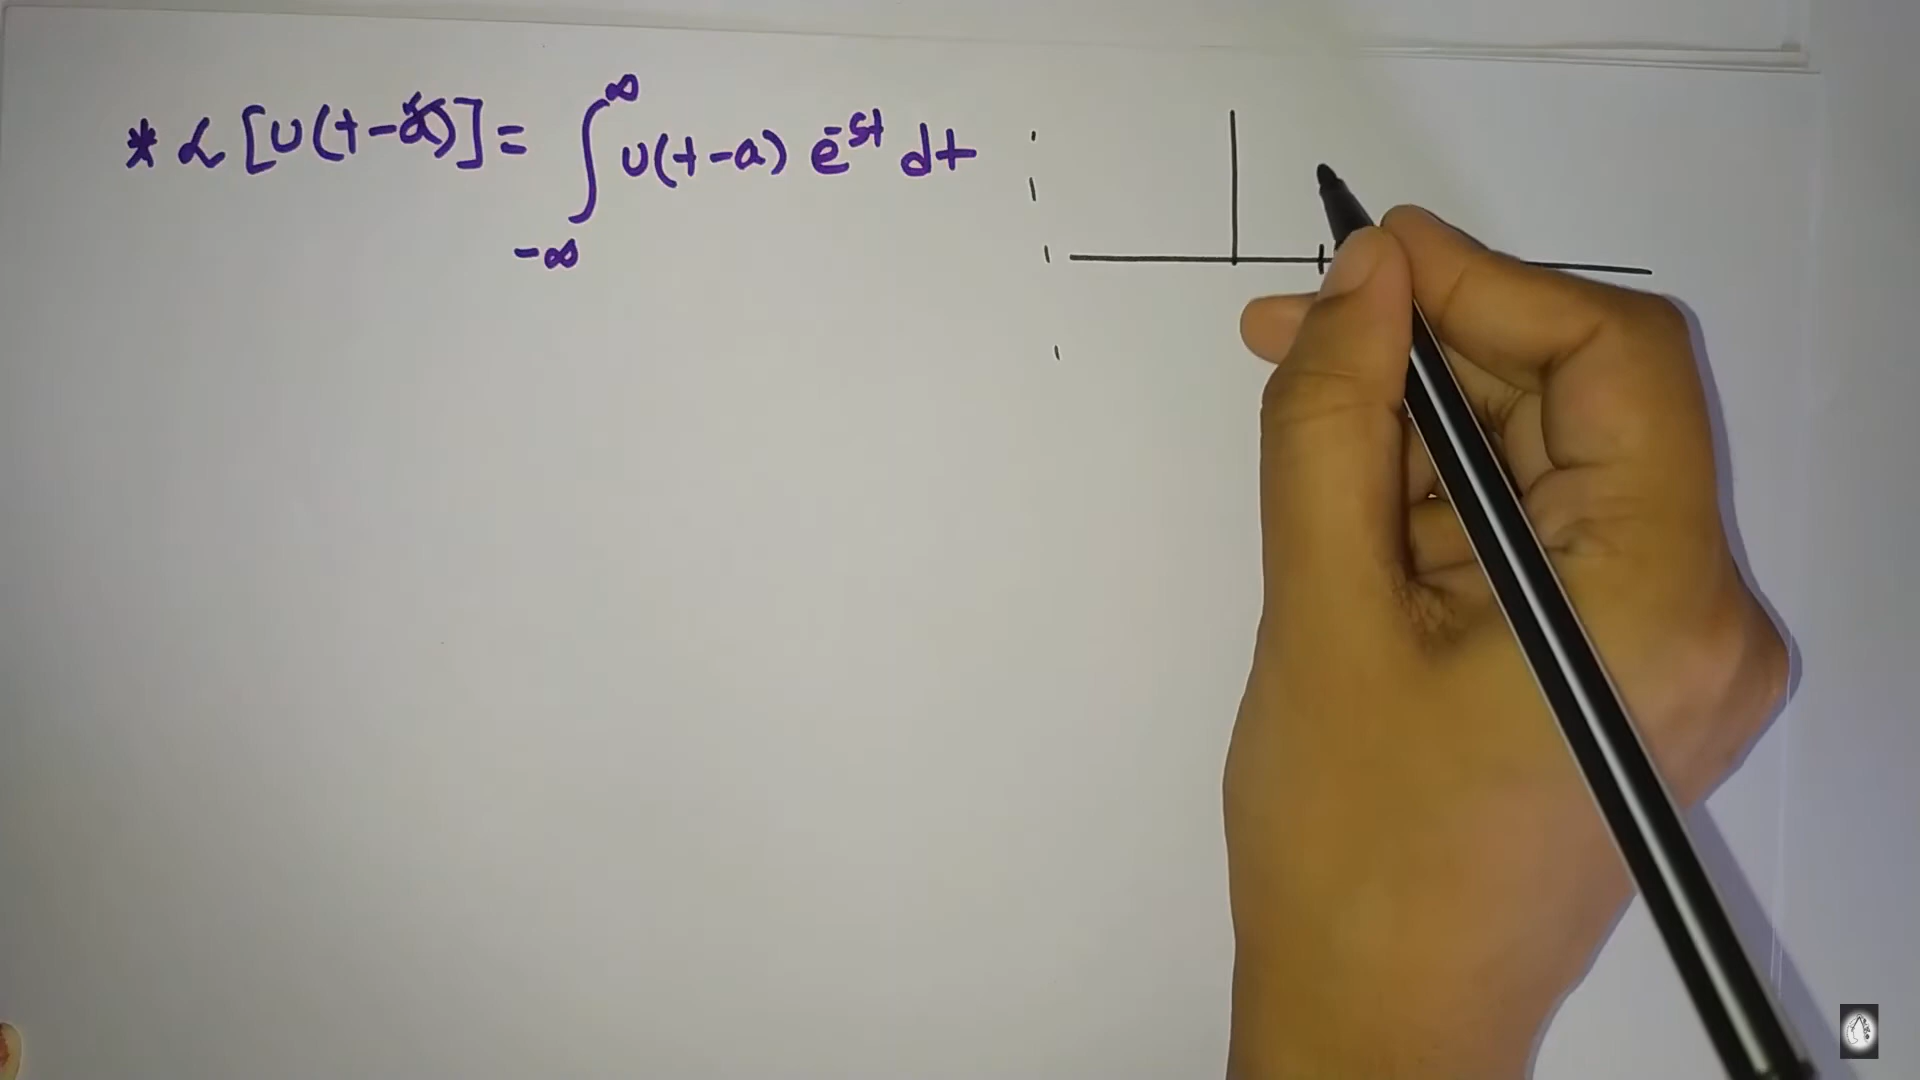 * ℒ[u(t-a)] = ∫_{-∞}^{∞} u(t-a) e^{-st} dt